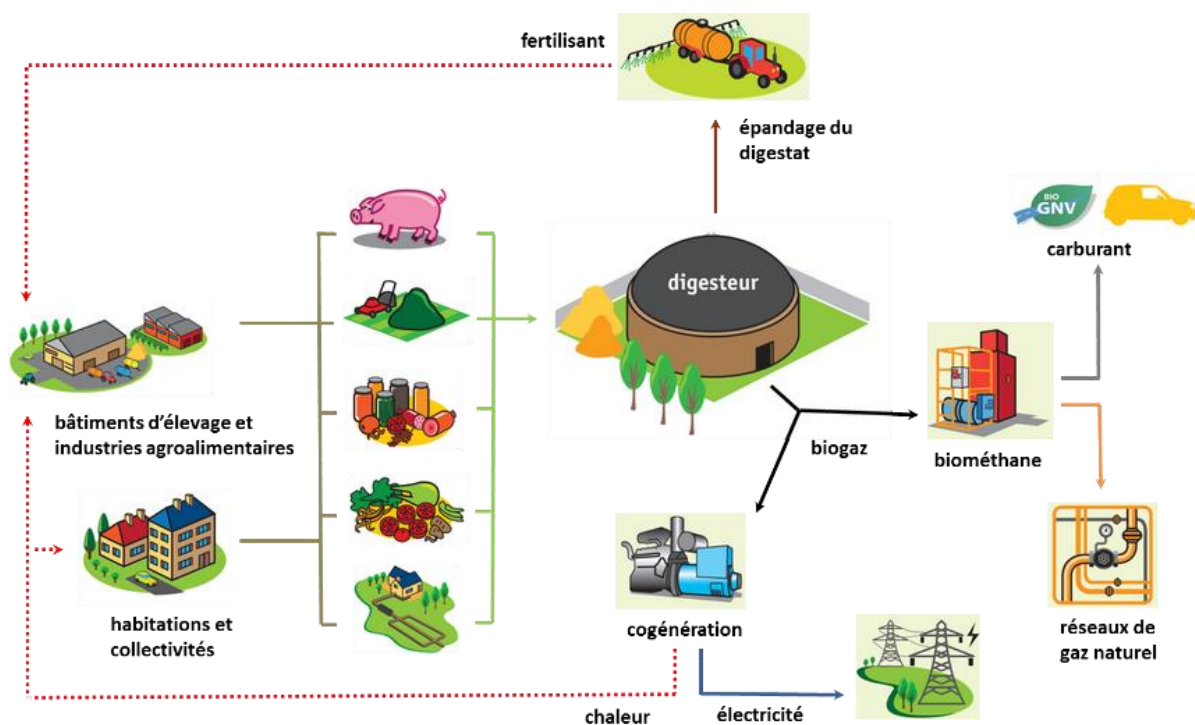 fertilisant
épandage du
digestat
BIO
GNV
carburant
digesteur
bâtiments d'élevage et
industries agroalimentaires
biogaz
biométhane
habitations et
collectivités
cogénération
réseaux de
gaz naturel
chaleur
électricité